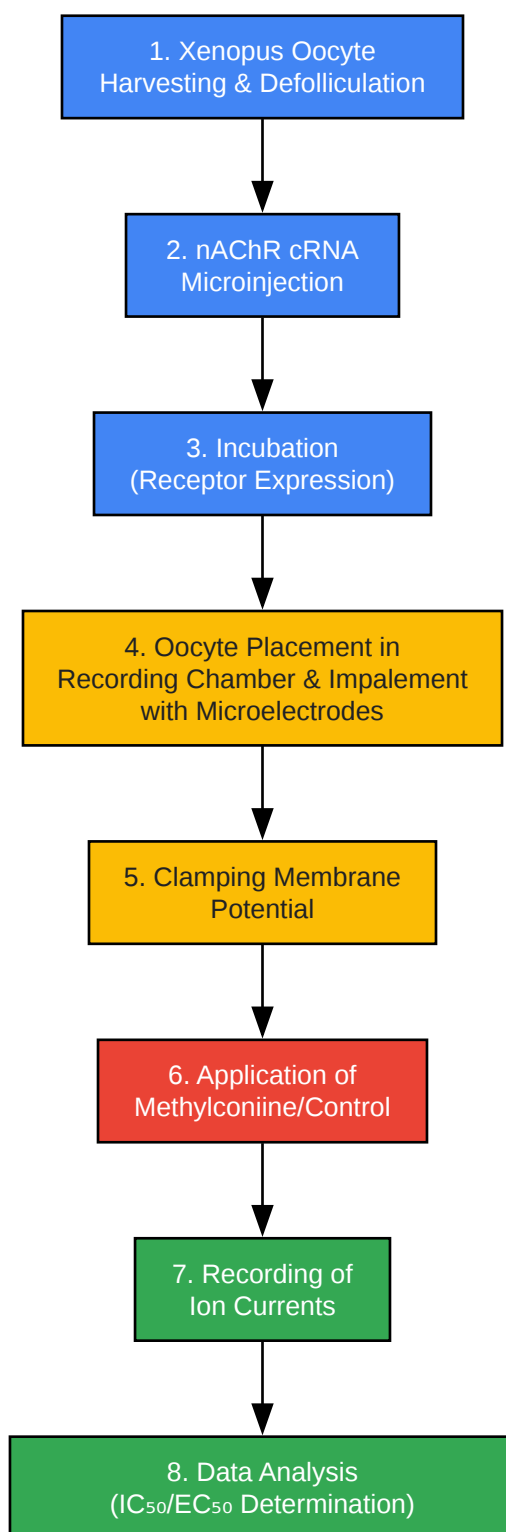 1. Xenopus Oocyte
Harvesting & Defolliculation
2. nAChR cRNA
Microinjection
3. Incubation
(Receptor Expression)
4. Oocyte Placement in
Recording Chamber & Impalement
with Microelectrodes
5. Clamping Membrane
Potential
6. Application of
Methylconiine/Control
7. Recording of
Ion Currents
8. Data Analysis
(IC₅₀/EC₅₀ Determination)